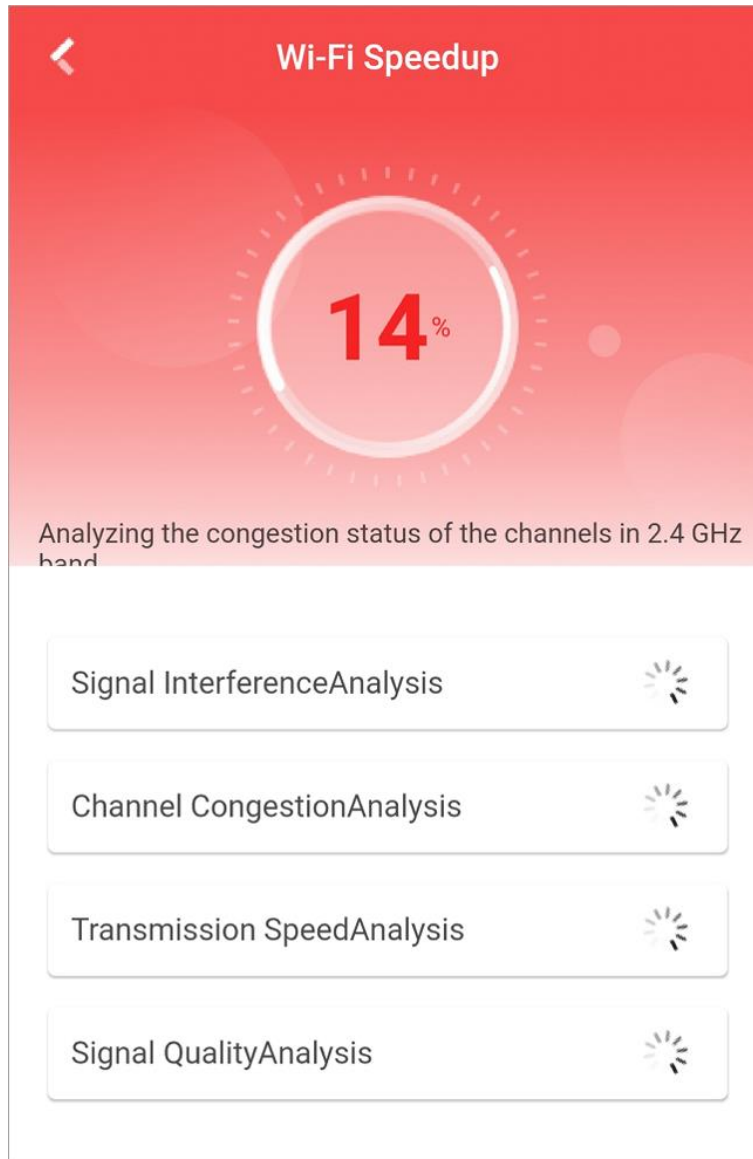 Wi-Fi Speedup
14%
Analyzing the congestion status of the channels in 2.4 GHz
band
Signal InterferenceAnalysis
Channel CongestionAnalysis
Transmission SpeedAnalysis
Signal QualityAnalysis